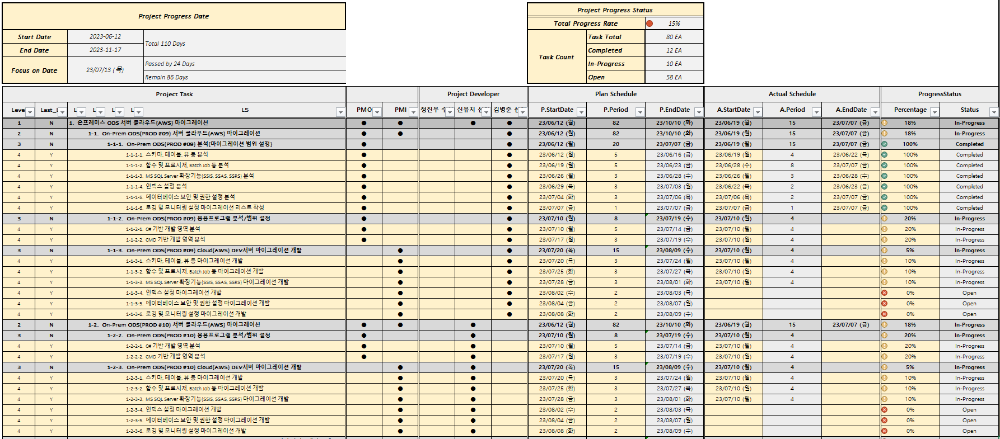 Project Progress Date
Project Progress Status
Total Progress Rate 15%
Start Date 2023-06-12 Total 110 Days
Task Count Task Total 80 EA
End Date 2023-11-17
Completed 12 EA
Focus on Date 23/07/13 (목) Passed by 24 Days
In-Progress 10 EA
Remain 86 Days
Open 58 EA
Project Task Project Developer Plan Schedule Actual Schedule ProgressStatus
Leve Last_ L L L L L5 PMO PMI 정진우 수 신유지 선 김병준 선 P.StartDate P.Period P.EndDate A.StartDate A.Period A.EndDate Percentage Status
1 N 1. 온프레미스 ODS 서버 클라우드(AWS) 마이그레이션 ● ● ● ● 23/06/12 (월) 82 23/10/10 (화) 23/06/19 (월) 15 23/07/07 (금) 18% In-Progress
2 N 1-1. On-Prem ODS(PROD #09) 서버 클라우드(AWS) 마이그레이션 ● ● ● 23/06/12 (월) 82 23/10/10 (화) 23/06/19 (월) 15 23/07/07 (금) 18% In-Progress
3 N 1-1-1. On-Prem ODS(PROD #09) 분석(마이그레이션 범위 설정) ● ● 23/06/12 (월) 20 23/07/07 (금) 23/06/19 (월) 15 23/07/07 (금) 100% Completed
4 Y 1-1-1-1. 스키마, 테이블, 뷰 등 분석 ● ● 23/06/12 (월) 5 23/06/16 (금) 23/06/19 (월) 4 23/06/22 (목) 100% Completed
4 Y 1-1-1-2. 함수 및 프로시저, Batch Job 등 분석 ● ● 23/06/19 (월) 5 23/06/23 (금) 23/06/28 (수) 8 23/07/07 (금) 100% Completed
4 Y 1-1-1-3. MS SQL Server 확장기능(SSIS, SSAS, SSRS) 분석 ● ● 23/06/26 (월) 3 23/06/28 (수) 23/06/26 (월) 3 23/06/28 (수) 100% Completed
4 Y 1-1-1-4. 인덱스 설정 분석 ● ● 23/06/29 (목) 3 23/07/03 (월) 23/06/22 (목) 2 23/06/23 (금) 100% Completed
4 Y 1-1-1-5. 데이터베이스 보안 및 권한 설정 분석 ● ● 23/07/04 (화) 3 23/07/06 (목) 23/07/06 (목) 2 23/07/07 (금) 100% Completed
4 Y 1-1-1-6. 로깅 및 모니터링 설정 마이그레이션 리스트 작성 ● ● 23/07/07 (금) 1 23/07/07 (금) 23/07/07 (금) 1 23/07/07 (금) 100% Completed
3 N 1-1-2. On-Prem ODS(PROD #09) 응용프로그램 분석/범위 설정 ● ● 23/07/10 (월) 8 23/07/19 (수) 23/07/10 (월) 4 20% In-Progress
4 Y 1-1-2-1. C# 기반 개발 영역 분석 ● ● 23/07/10 (월) 5 23/07/14 (금) 23/07/10 (월) 4 20% In-Progress
4 Y 1-1-2-2. CMD 기반 개발 영역 분석 ● ● 23/07/17 (월) 3 23/07/19 (수) 23/07/10 (월) 4 20% In-Progress
3 N 1-1-3. On-Prem ODS(PROD #09) Cloud(AWS) DEV서버 마이그레이션 개발 ● ● 23/07/20 (목) 15 23/08/09 (수) 23/07/10 (월) 4 5% In-Progress
4 Y 1-1-3-1. 스키마, 테이블, 뷰 등 마이그레이션 개발 ● ● 23/07/20 (목) 3 23/07/24 (월) 23/07/10 (월) 4 10% In-Progress
4 Y 1-1-3-2. 함수 및 프로시저, Batch Job 등 마이그레이션 개발 ● ● 23/07/25 (화) 3 23/07/27 (목) 23/07/10 (월) 4 10% In-Progress
4 Y 1-1-3-3. MS SQL Server 확장기능(SSIS, SSAS, SSRS) 마이그레이션 개발 ● ● 23/07/28 (금) 3 23/08/01 (화) 23/07/10 (월) 4 10% In-Progress
4 Y 1-1-3-4. 인덱스 설정 마이그레이션 개발 ● ● 23/08/02 (수) 2 23/08/03 (목) 0% Open
4 Y 1-1-3-5. 데이터베이스 보안 및 권한 설정 마이그레이션 개발 ● ● 23/08/04 (금) 2 23/08/07 (월) 0% Open
4 Y 1-1-3-6. 로깅 및 모니터링 설정 마이그레이션 개발 ● ● 23/08/08 (화) 2 23/08/09 (수) 0% Open
2 N 1-2. On-Prem ODS(PROD #10) 서버 클라우드(AWS) 마이그레이션 ● ● ● 23/06/12 (월) 82 23/10/10 (화) 23/06/19 (월) 15 23/07/07 (금) 18% In-Progress
3 N 1-2-2. On-Prem ODS(PROD #10) 응용프로그램 분석/범위 설정 ● ● 23/07/10 (월) 8 23/07/19 (수) 23/07/10 (월) 4 20% In-Progress
4 Y 1-2-2-1. C# 기반 개발 영역 분석 ● ● 23/07/10 (월) 5 23/07/14 (금) 23/07/10 (월) 4 20% In-Progress
4 Y 1-2-2-2. CMD 기반 개발 영역 분석 ● ● 23/07/17 (월) 3 23/07/19 (수) 23/07/10 (월) 4 20% In-Progress
3 N 1-2-3. On-Prem ODS(PROD #10) Cloud(AWS) DEV서버 마이그레이션 개발 ● ● 23/07/20 (목) 15 23/08/09 (수) 23/07/10 (월) 4 5% In-Progress
4 Y 1-2-3-1. 스키마, 테이블, 뷰 등 마이그레이션 개발 ● ● 23/07/20 (목) 3 23/07/24 (월) 23/07/10 (월) 4 10% In-Progress
4 Y 1-2-3-2. 함수 및 프로시저, Batch Job 등 마이그레이션 개발 ● ● 23/07/25 (화) 3 23/07/27 (목) 23/07/10 (월) 4 10% In-Progress
4 Y 1-2-3-3. MS SQL Server 확장기능(SSIS, SSAS, SSRS) 마이그레이션 개발 ● ● 23/07/28 (금) 3 23/08/01 (화) 23/07/10 (월) 4 10% In-Progress
4 Y 1-2-3-4. 인덱스 설정 마이그레이션 개발 ● ● 23/08/02 (수) 2 23/08/03 (목) 0% Open
4 Y 1-2-3-5. 데이터베이스 보안 및 권한 설정 마이그레이션 개발 ● ● 23/08/04 (금) 2 23/08/07 (월) 0% Open
4 Y 1-2-3-6. 로깅 및 모니터링 설정 마이그레이션 개발 ● ● 23/08/08 (화) 2 23/08/09 (수) 0% Open